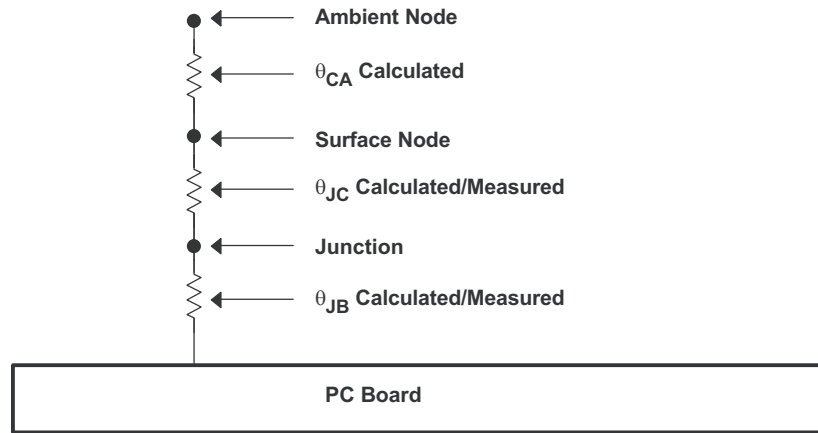 Ambient Node
θCA Calculated
Surface Node
θJC Calculated/Measured
Junction
θJB Calculated/Measured
PC Board